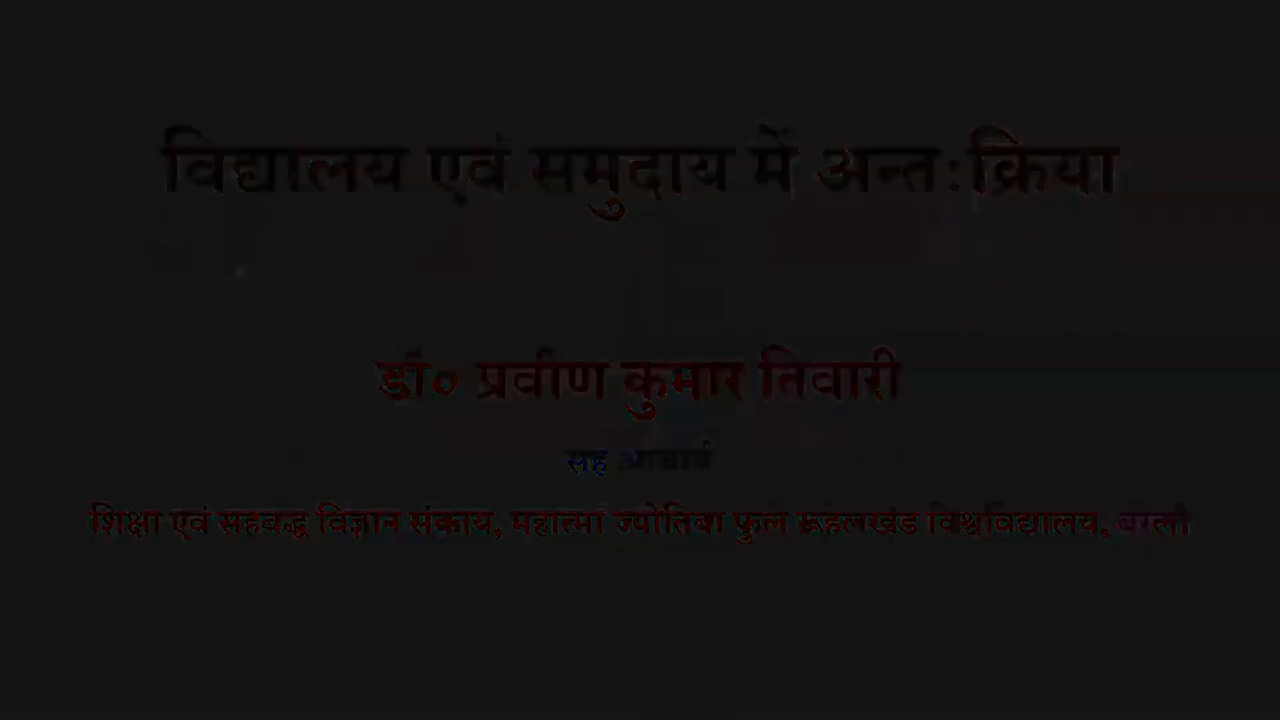 विद्यालय एवं समुदाय में अन्तःक्रिया
डॉ० प्रवीण कुमार तिवारी
सह आचार्य
शिक्षा एवं सहबद्ध विज्ञान संकाय, महात्मा ज्योतिबा फुले रूहेलखंड विश्वविद्यालय, बरेली